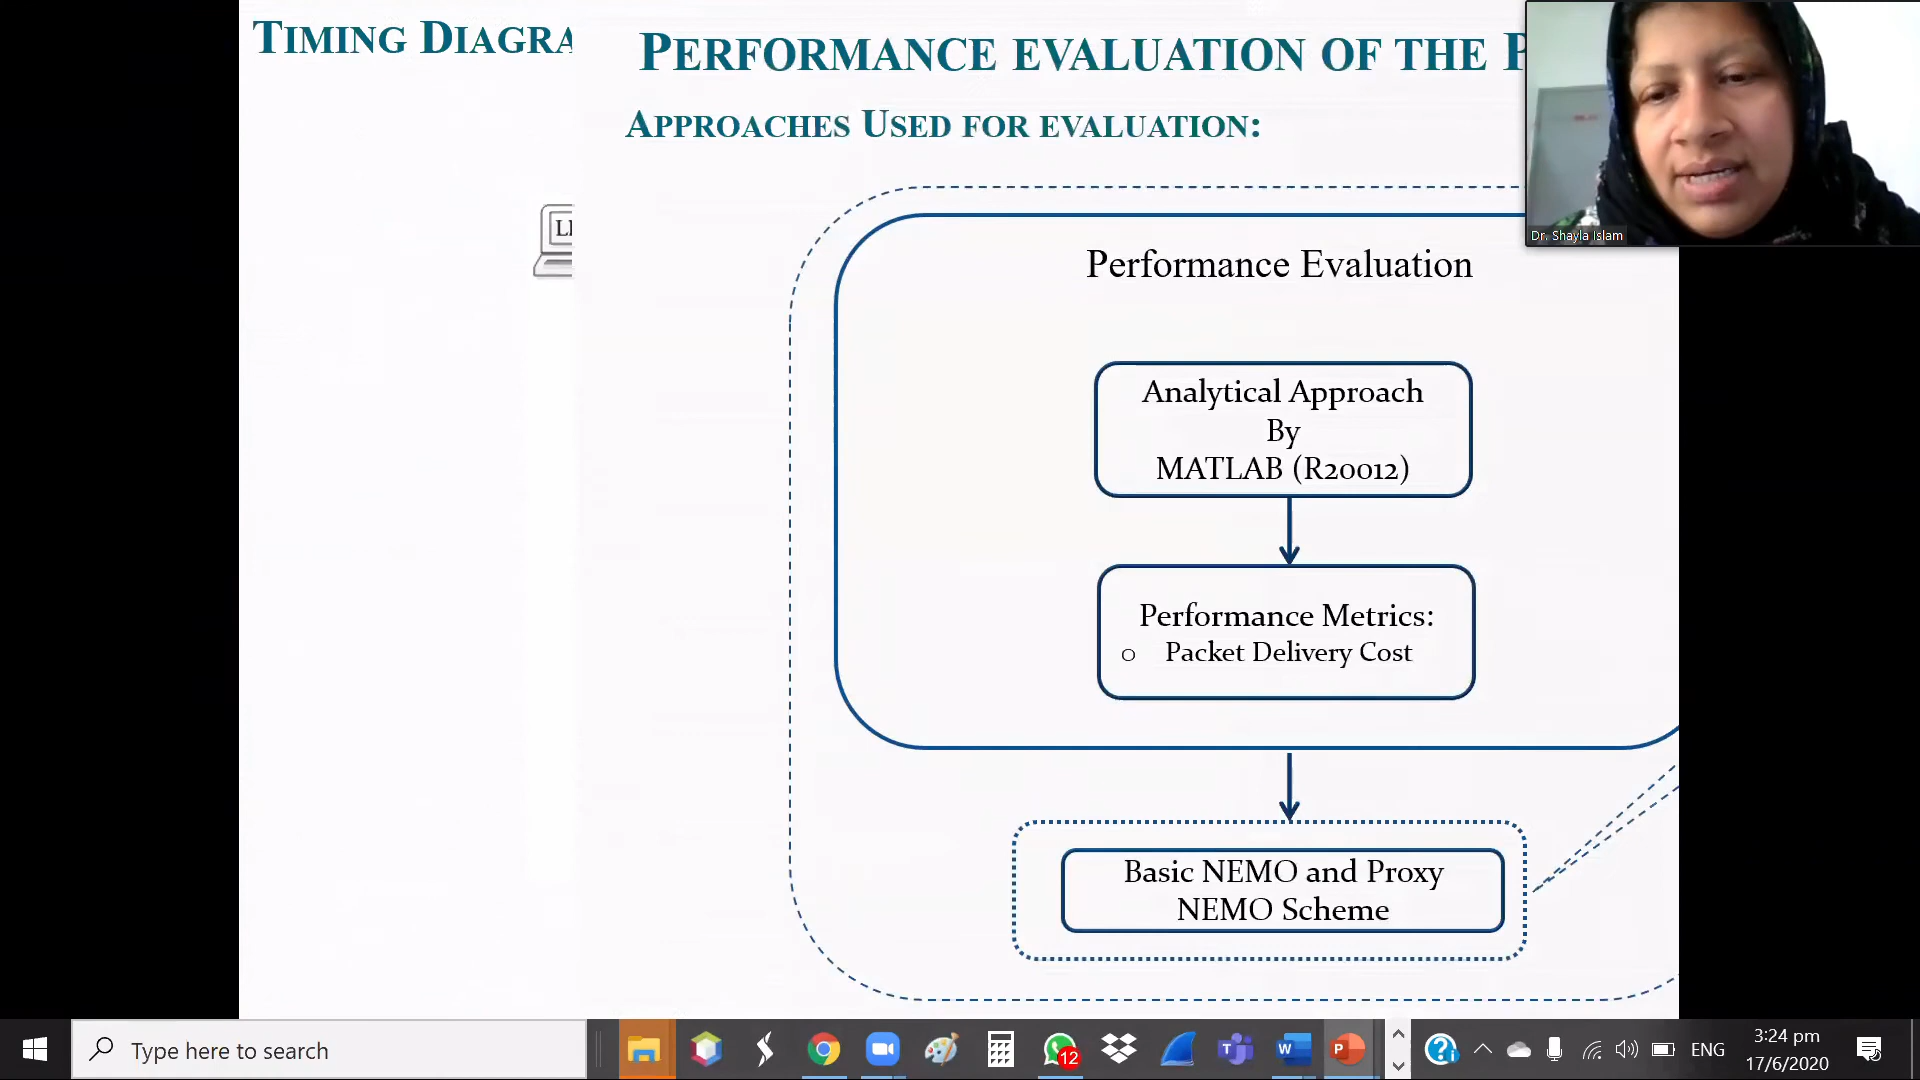 TIMING DIAGRA
PERFORMANCE EVALUATION OF THE P
APPROACHES USED FOR EVALUATION:
Dr. Shayla Islam
Performance Evaluation
Analytical Approach
By
MATLAB (R20012)
Performance Metrics:
o Packet Delivery Cost
Basic NEMO and Proxy
NEMO Scheme
Type here to search
12
ENG
3:24 pm
17/6/2020